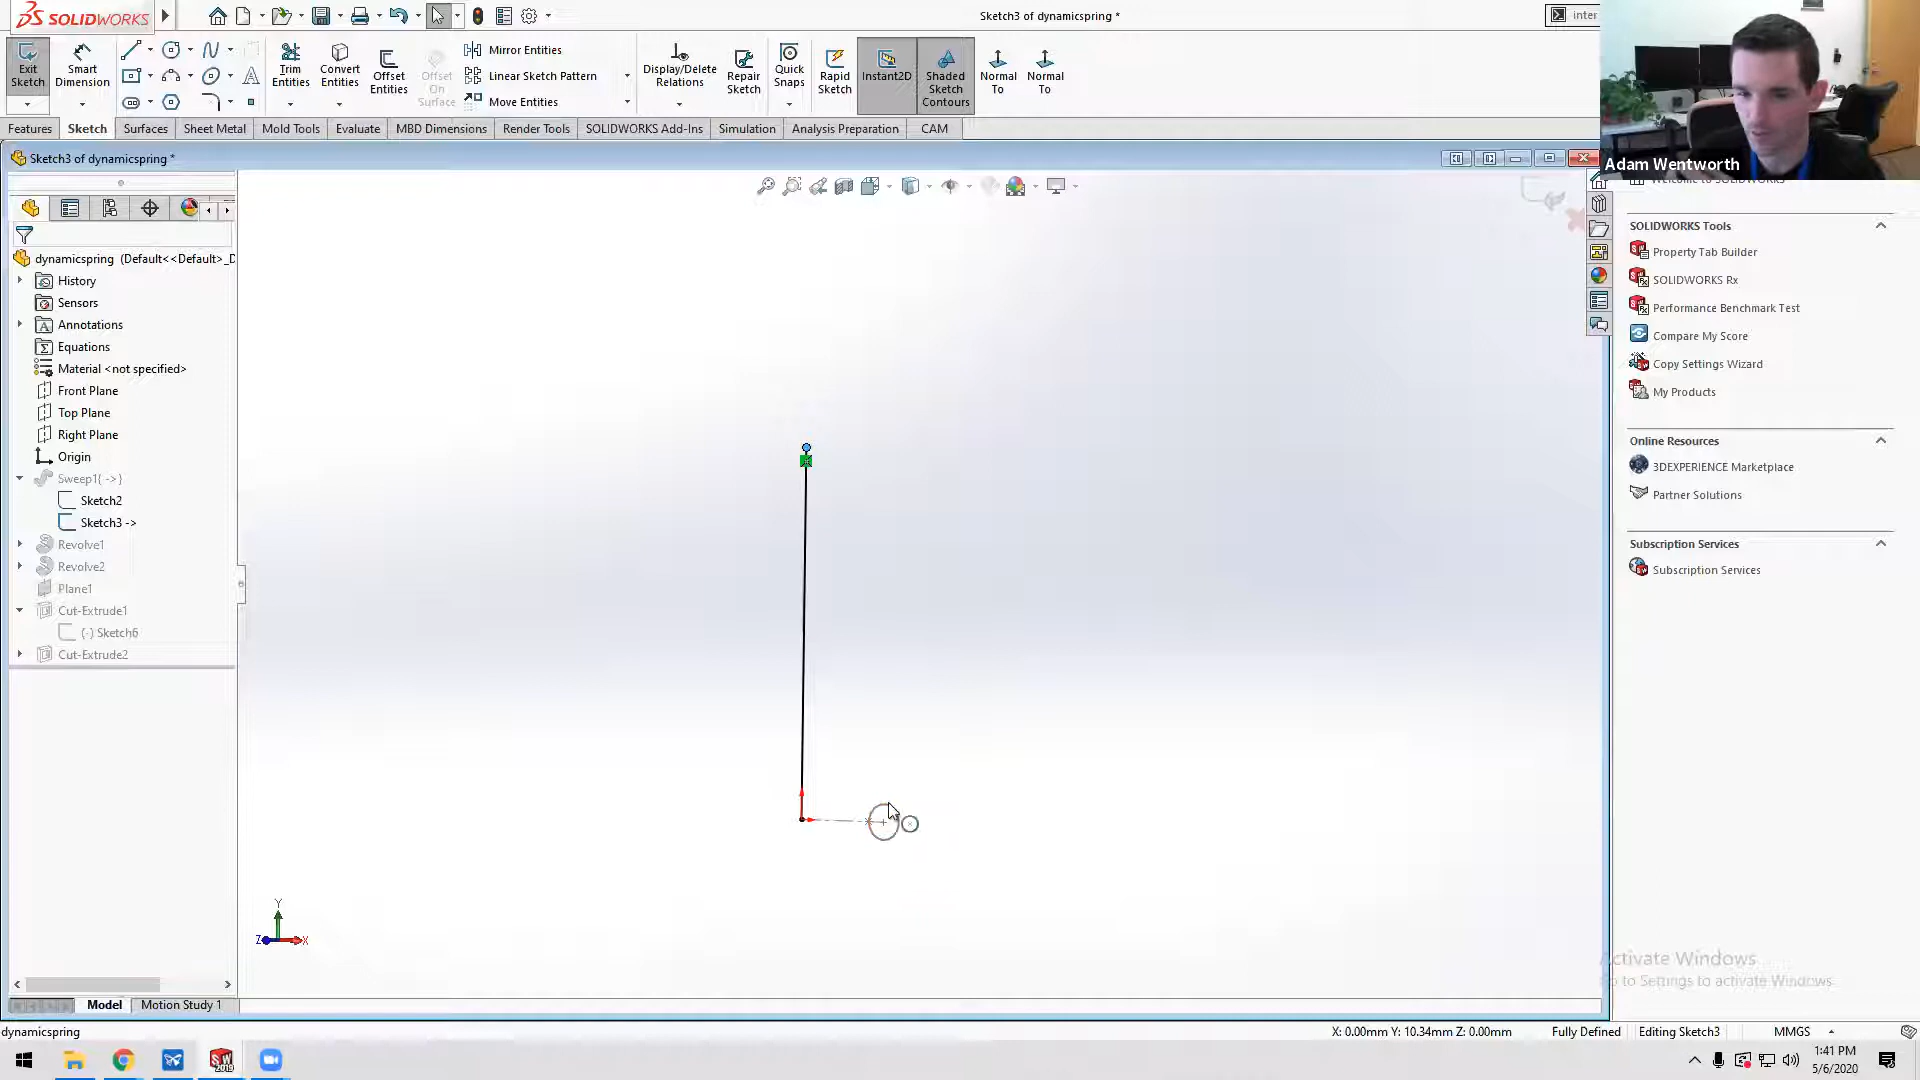 SOLIDWORKS
Sketch3 of dynamicspring *
inter
Exit Sketch
Smart Dimension
Trim Entities
Convert Entities
Offset Entities
Offset On Surface
Mirror Entities
Linear Sketch Pattern
Move Entities
Display/Delete Relations
Repair Sketch
Quick Snaps
Rapid Sketch
Instant2D
Shaded Sketch Contours
Normal To
Normal To
Features
Sketch
Surfaces
Sheet Metal
Mold Tools
Evaluate
MBD Dimensions
Render Tools
SOLIDWORKS Add-Ins
Simulation
Analysis Preparation
CAM
Adam Wentworth
Sketch3 of dynamicspring *
dynamicspring (Default<<Default>_D
History
Sensors
Annotations
Equations
Material <not specified>
Front Plane
Top Plane
Right Plane
Origin
Sweep1{ ->}
Sketch2
Sketch3 ->
Revolve1
Revolve2
Plane1
Cut-Extrude1
(-) Sketch6
Cut-Extrude2
Y
Z
X
SOLIDWORKS Tools
Property Tab Builder
SOLIDWORKS Rx
Performance Benchmark Test
Compare My Score
Copy Settings Wizard
My Products
Online Resources
3DEXPERIENCE Marketplace
Partner Solutions
Subscription Services
Subscription Services
Activate Windows
Go to Settings to activate Windows.
Model
Motion Study 1
dynamicspring
X: 0.00mm Y: 10.34mm Z: 0.00mm
Fully Defined
Editing Sketch3
MMGS
SW
2019
1:41 PM
5/6/2020